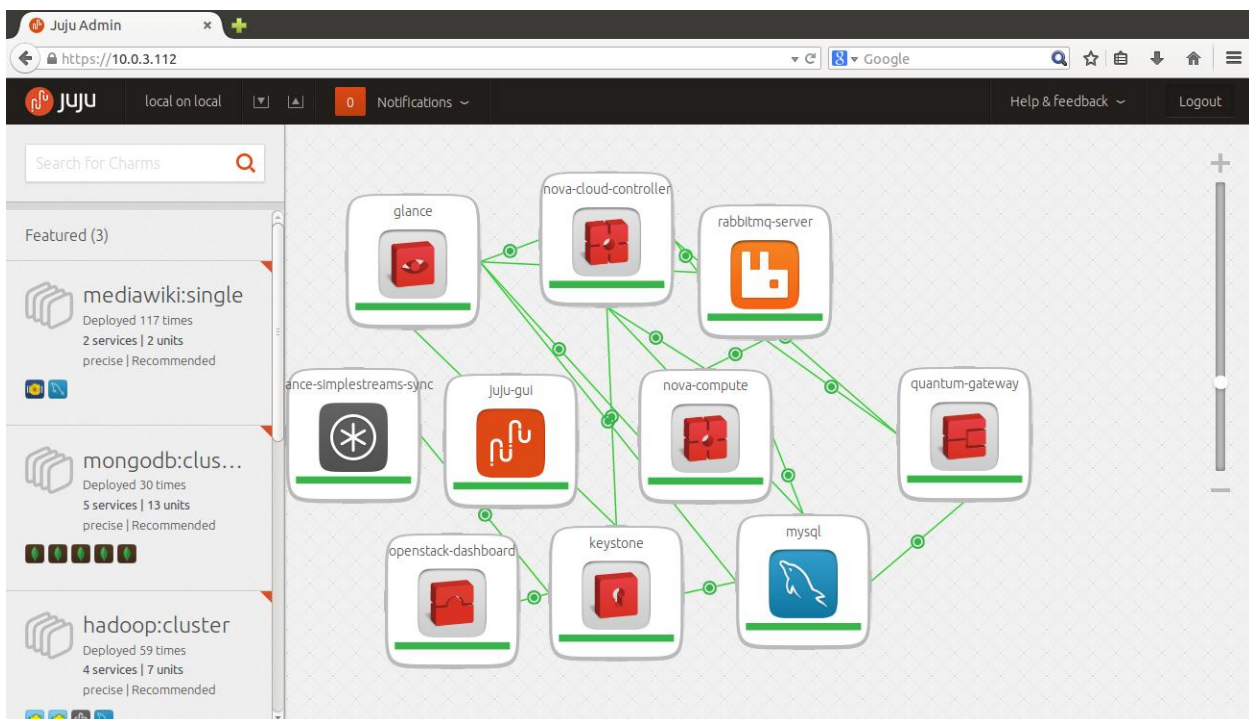 Juju Admin
https://10.0.3.112
Google
juju
local on local
0
Notifications
Help & feedback
Logout
Search for Charms
Featured (3)
mediawiki:single
Deployed 117 times
2 services | 2 units
precise | Recommended
mongodb:clus...
Deployed 30 times
5 services | 13 units
precise | Recommended
hadoop:cluster
Deployed 59 times
4 services | 7 units
precise | Recommended
nova-cloud-controller
glance
rabbitmq-server
ance-simplestreams-sync
juju-gui
nova-compute
quantum-gateway
openstack-dashboard
keystone
mysql